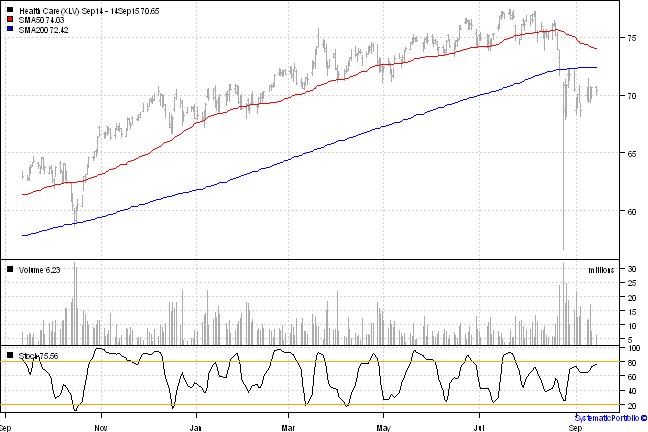 Health Care (XLV) Sep14 - 14Sep15 70.65
SMA50 74.03
SMA200 72.42
75
70
65
60
Volume 6.23
millions
30
25
20
15
10
5
Stoch 75.56
100
80
60
40
20
SystematicPortfolio ©
Sep
Nov
Jan
Mar
May
Jul
Sep